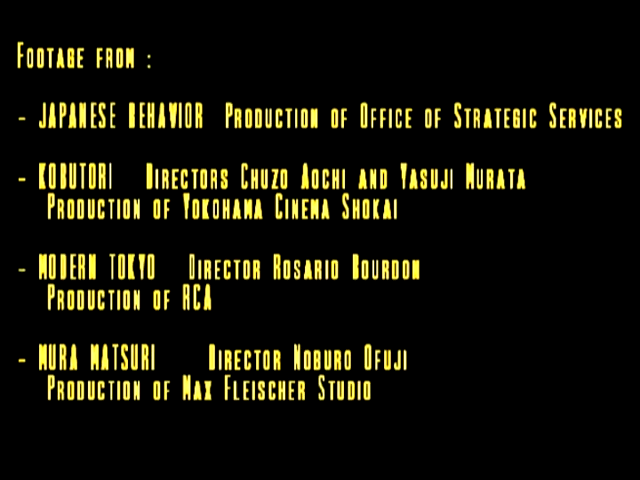 Footage from :
- JAPANESE BEHAVIOR Production of Office of Strategic Services
- KOBUTORI Directors Chuzo Aochi and Yasuji Murata
Production of Yokohama Cinema Shokai
- MODERN TOKYO Director Rosario Bourdon
Production of RCA
- MURA MATSURI Director Noburo Ofuji
Production of Max Fleischer Studio